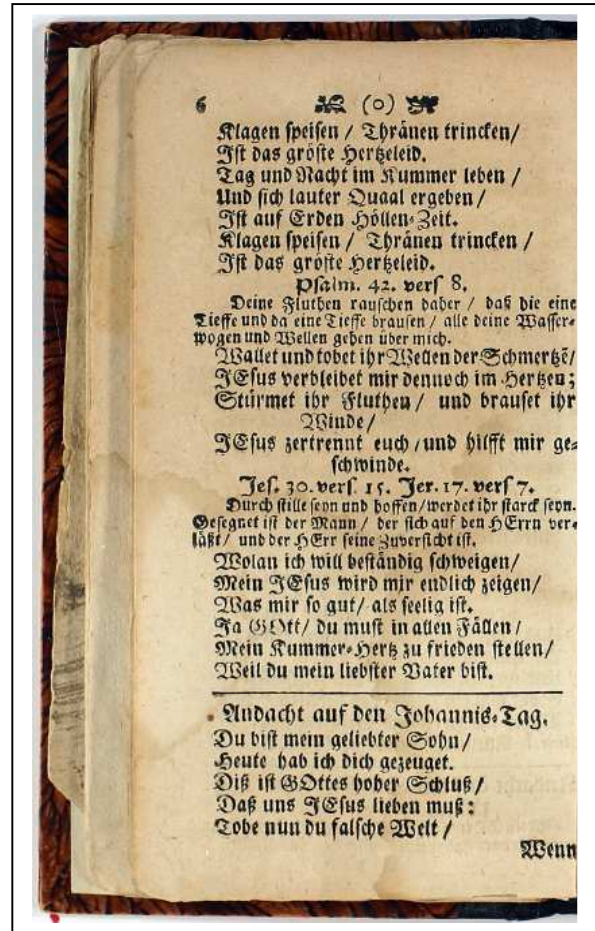 6 (0)
Klagen speisen / Thränen trincken/
Ist das gröste Hertzeleid.
Tag und Nacht im Kummer leben /
Und sich lauter Quaal ergeben /
Ist auf Erden Höllen-Zeit.
Klagen speisen / Thränen trincken /
Ist das gröste Hertzeleid.
Psalm. 42. vers 8.
Deine Fluthen rauschen daher / daß die eine
Tieffe und da eine Tieffe brausen / alle deine Wasser-
wogen und Wellen gehen über mich.
Wallet und tobet ihr Wellen der Schmertzẽ/
JEsus verbleibet mir dennoch im Hertzen;
Stürmet ihr Fluthen / und brauset ihr
Winde/
JEsus zertrennt euch / und hilfft mir ge-
schwinde.
Jes. 30. vers. 15. Jer. 17. vers 7.
Durch stille seyn und hoffen/werdet ihr starck seyn.
Gesegnet ist der Mann / der sich auf den HErrn ver-
läßt / und der HErr seine Zuversicht ist.
Wolan ich will beständig schweigen/
Mein JEsus wird mir endlich zeigen/
Was mir so gut/ als seelig ist.
Ja GOtt/ du must in allen Fällen /
Mein Kummer-Hertz zu frieden stellen/
Weil du mein liebster Vater bist.
Andacht auf den Johannis-Tag.
Du bist mein geliebter Sohn/
Heute hab ich dich gezeuget.
Diß ist GOttes hoher Schluß/
Daß uns JEsus lieben muß:
Tobe nun du falsche Welt /
Wenn